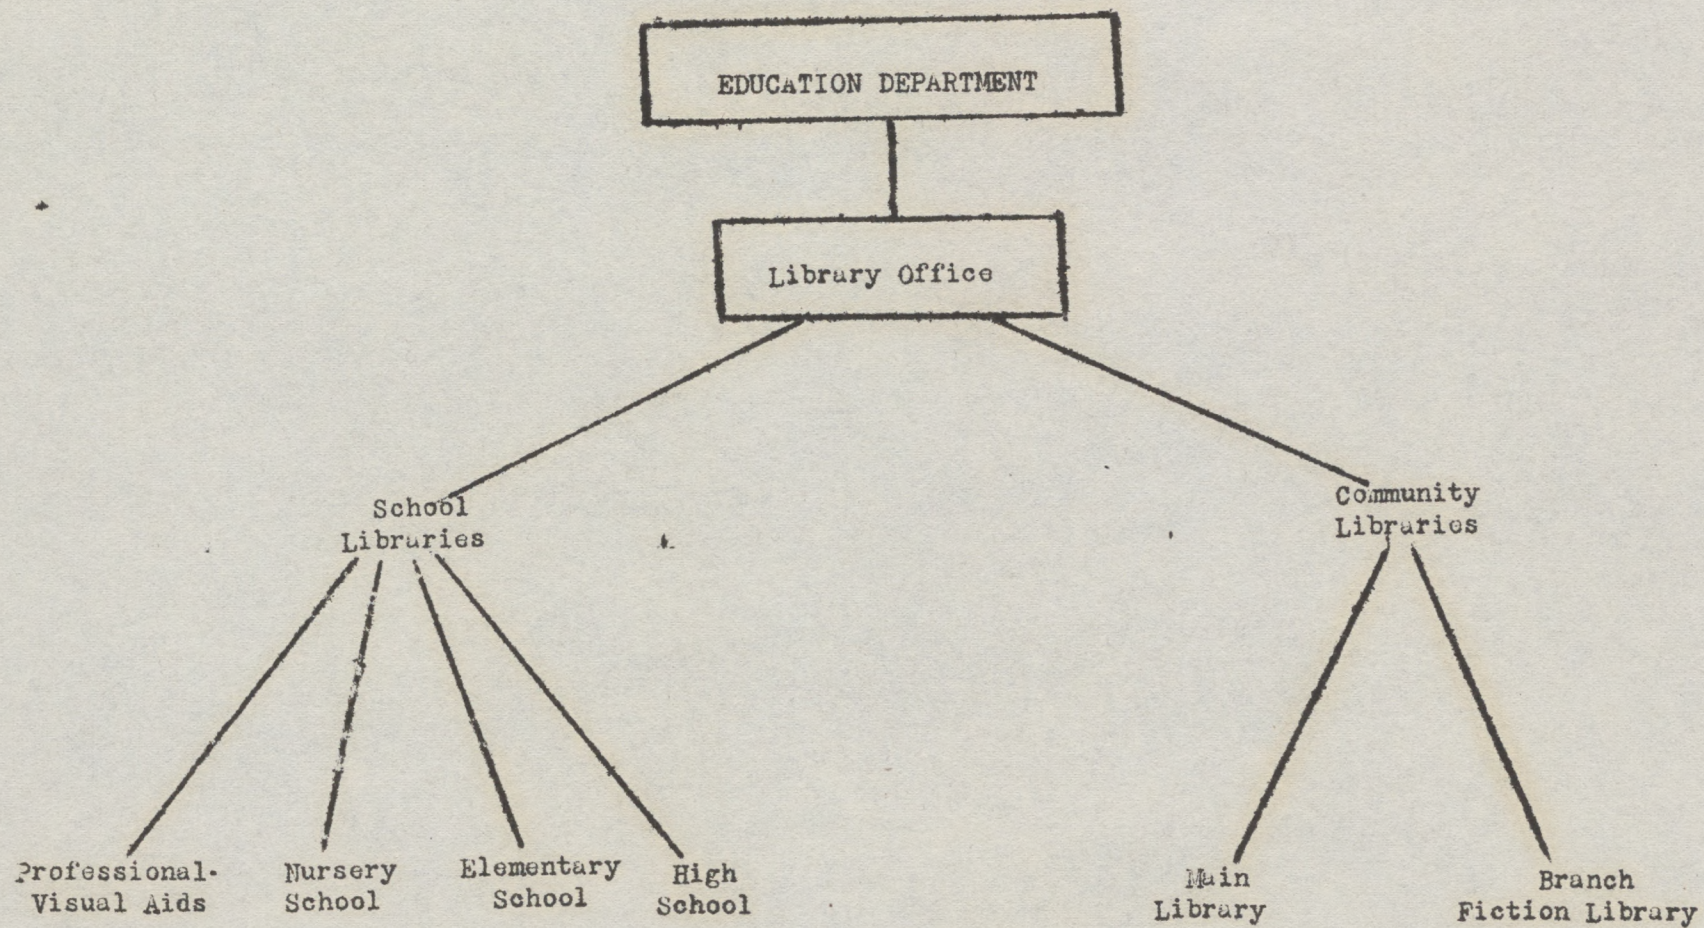 EDUCATION DEPARTMENT
Library Office
School
Libraries
Community
Libraries
Professional-
Visual Aids
Nursery
School
Elementary
School
High
School
Main
Library
Branch
Fiction Library